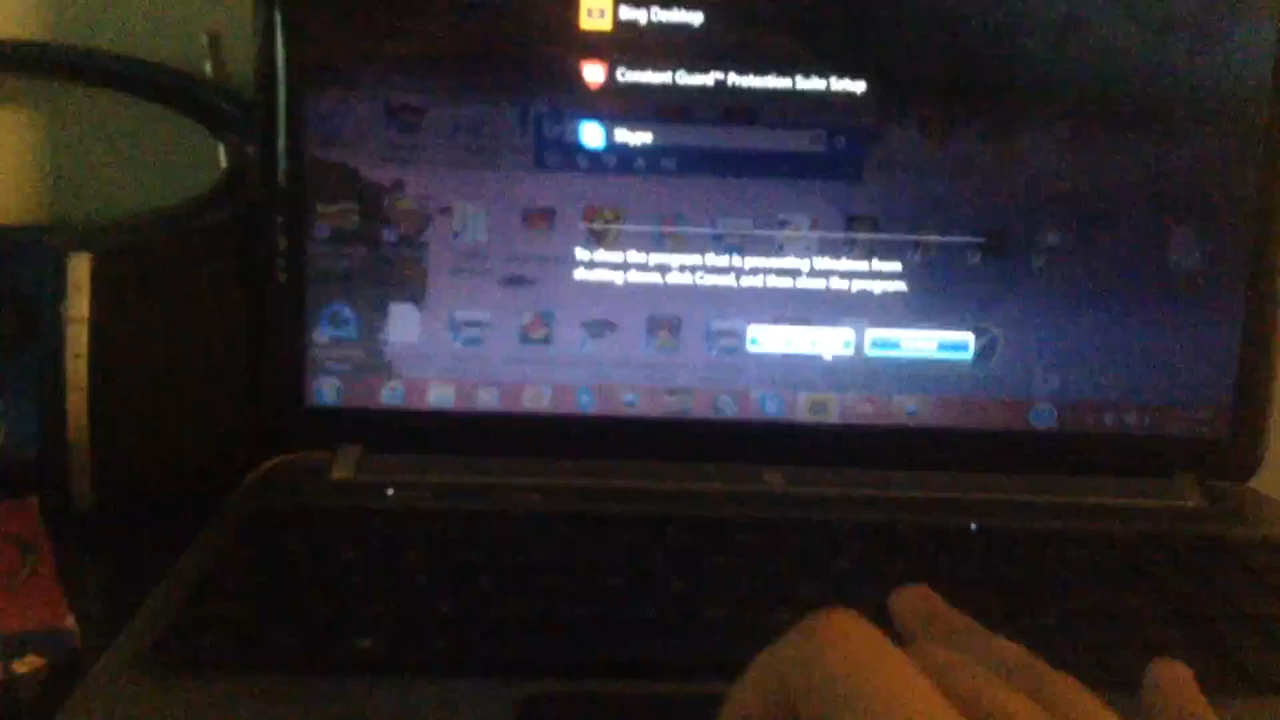 Bing Desktop
Constant Guard™ Protection Suite Setup
Skype
To close the program that is preventing Windows from
shutting down, click Cancel, and then close the program.